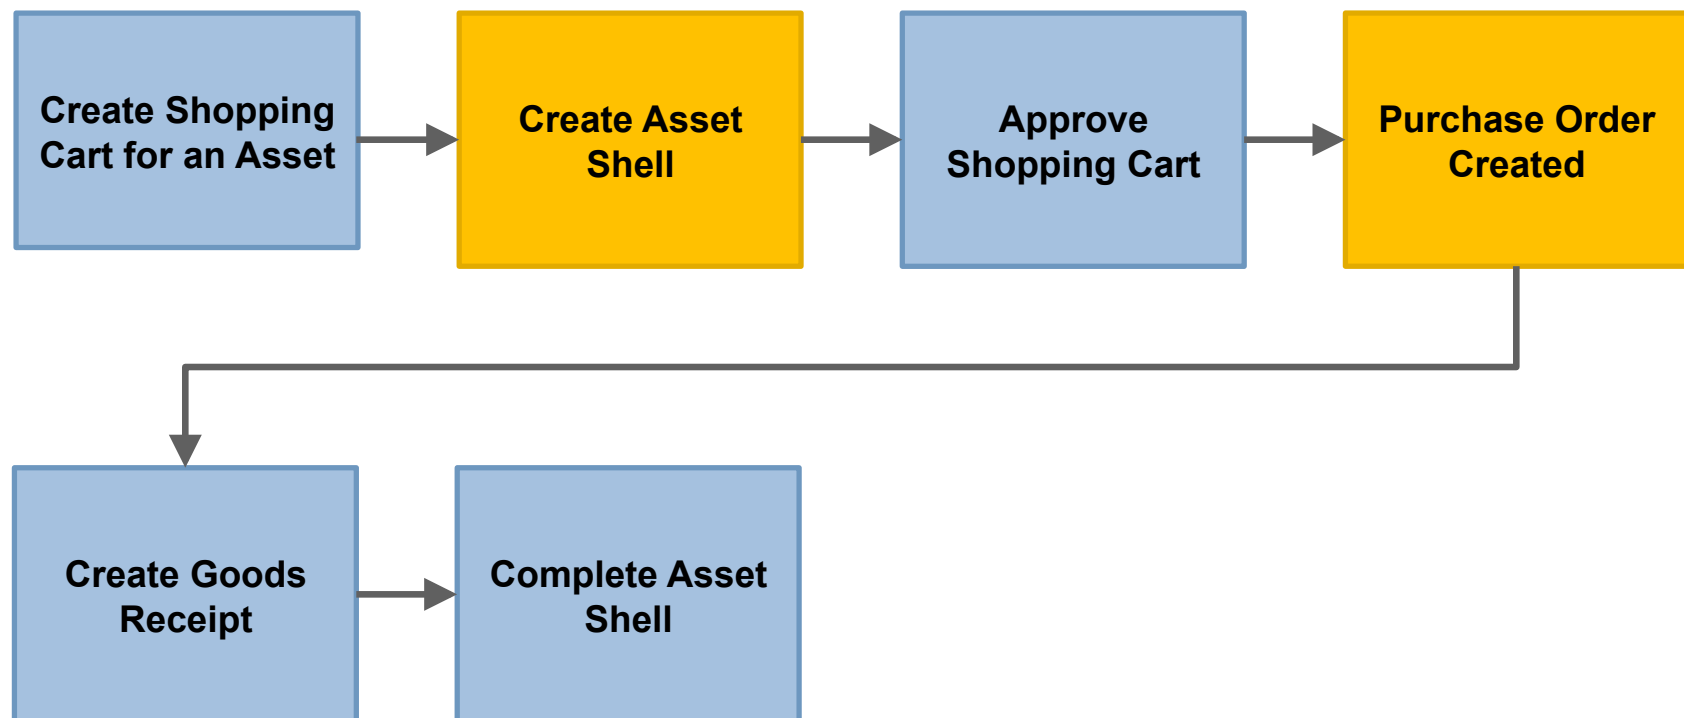 Create Shopping
Cart for an Asset
Create Asset
Shell
Approve
Shopping Cart
Purchase Order
Created
Create Goods
Receipt
Complete Asset
Shell